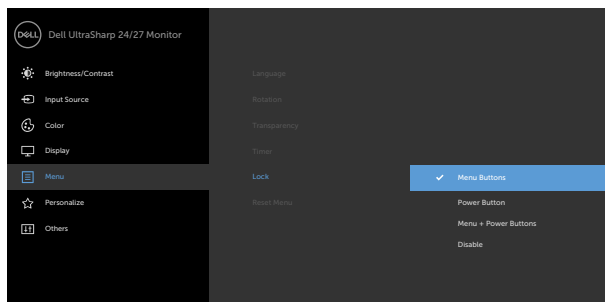 DELL Dell UltraSharp 24/27 Monitor
Brightness/Contrast
Input Source
Color
Display
Menu
Personalize
Others
Language
Rotation
Transparency
Timer
Lock
Reset Menu
Menu Buttons
Power Button
Menu + Power Buttons
Disable